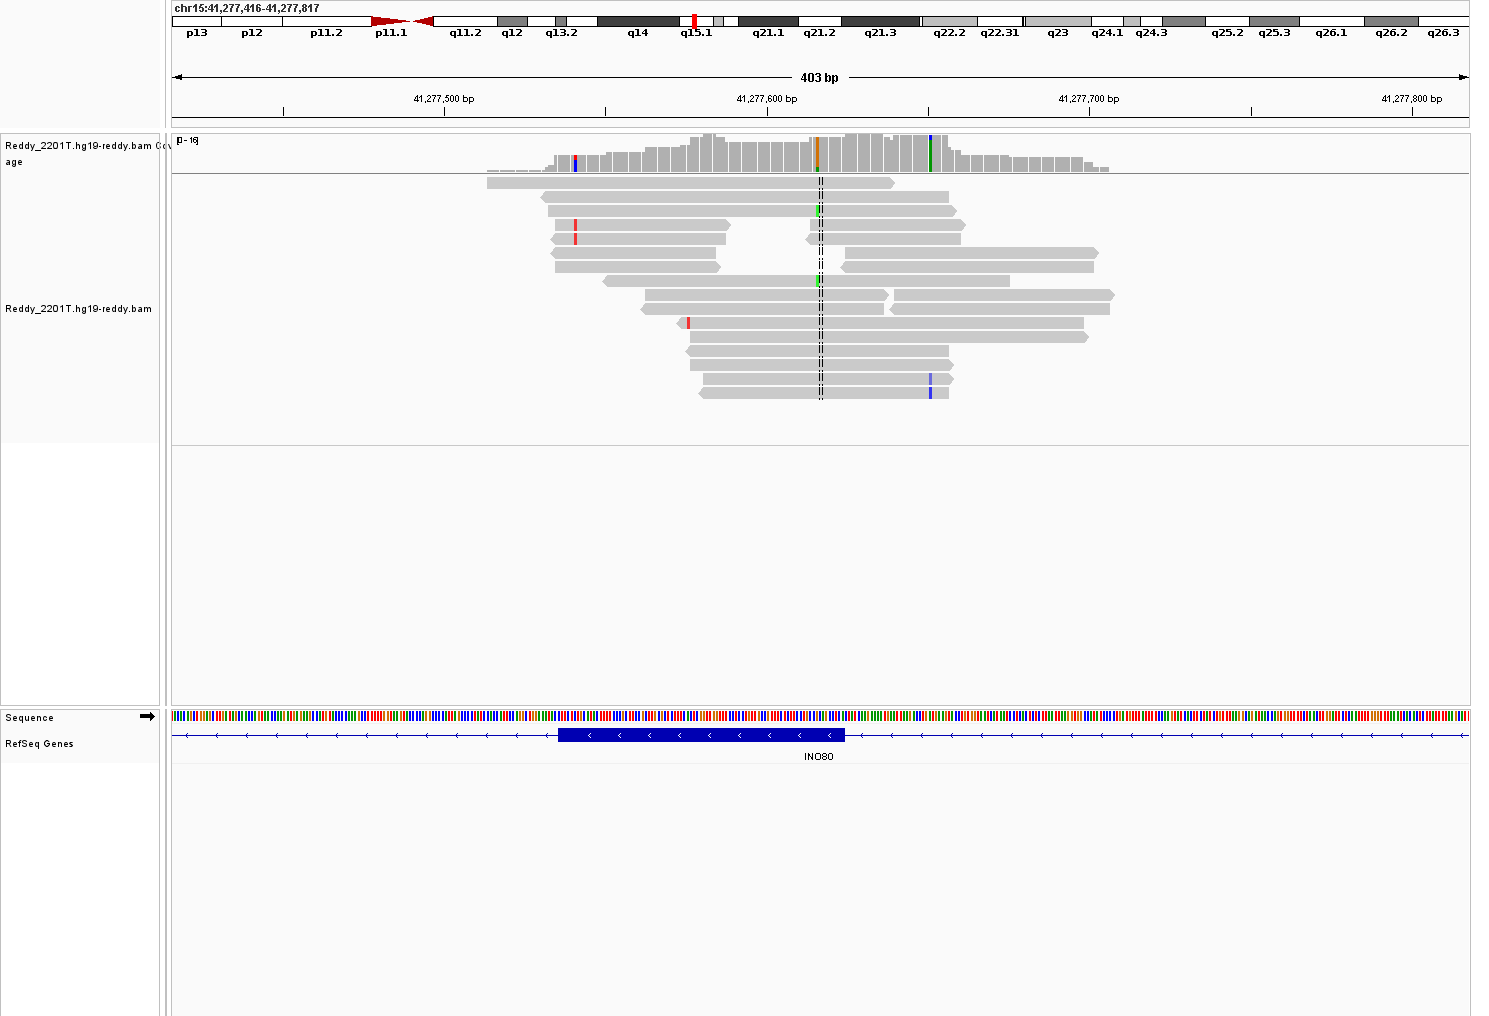 chr15:41,277,416-41,277,817
p13 p12 p11.2 p11.1 q11.2 q12 q13.2 q14 q15.1 q21.1 q21.2 q21.3 q22.2 q22.31 q23 q24.1 q24.3 q25.2 q25.3 q26.1 q26.2 q26.3
403 bp
41,277,500 bp 41,277,600 bp 41,277,700 bp 41,277,800 bp
Reddy_2201T.hg19-reddy.bam Cov
age
[0 - 16]
Reddy_2201T.hg19-reddy.bam
Sequence
RefSeq Genes
INO80